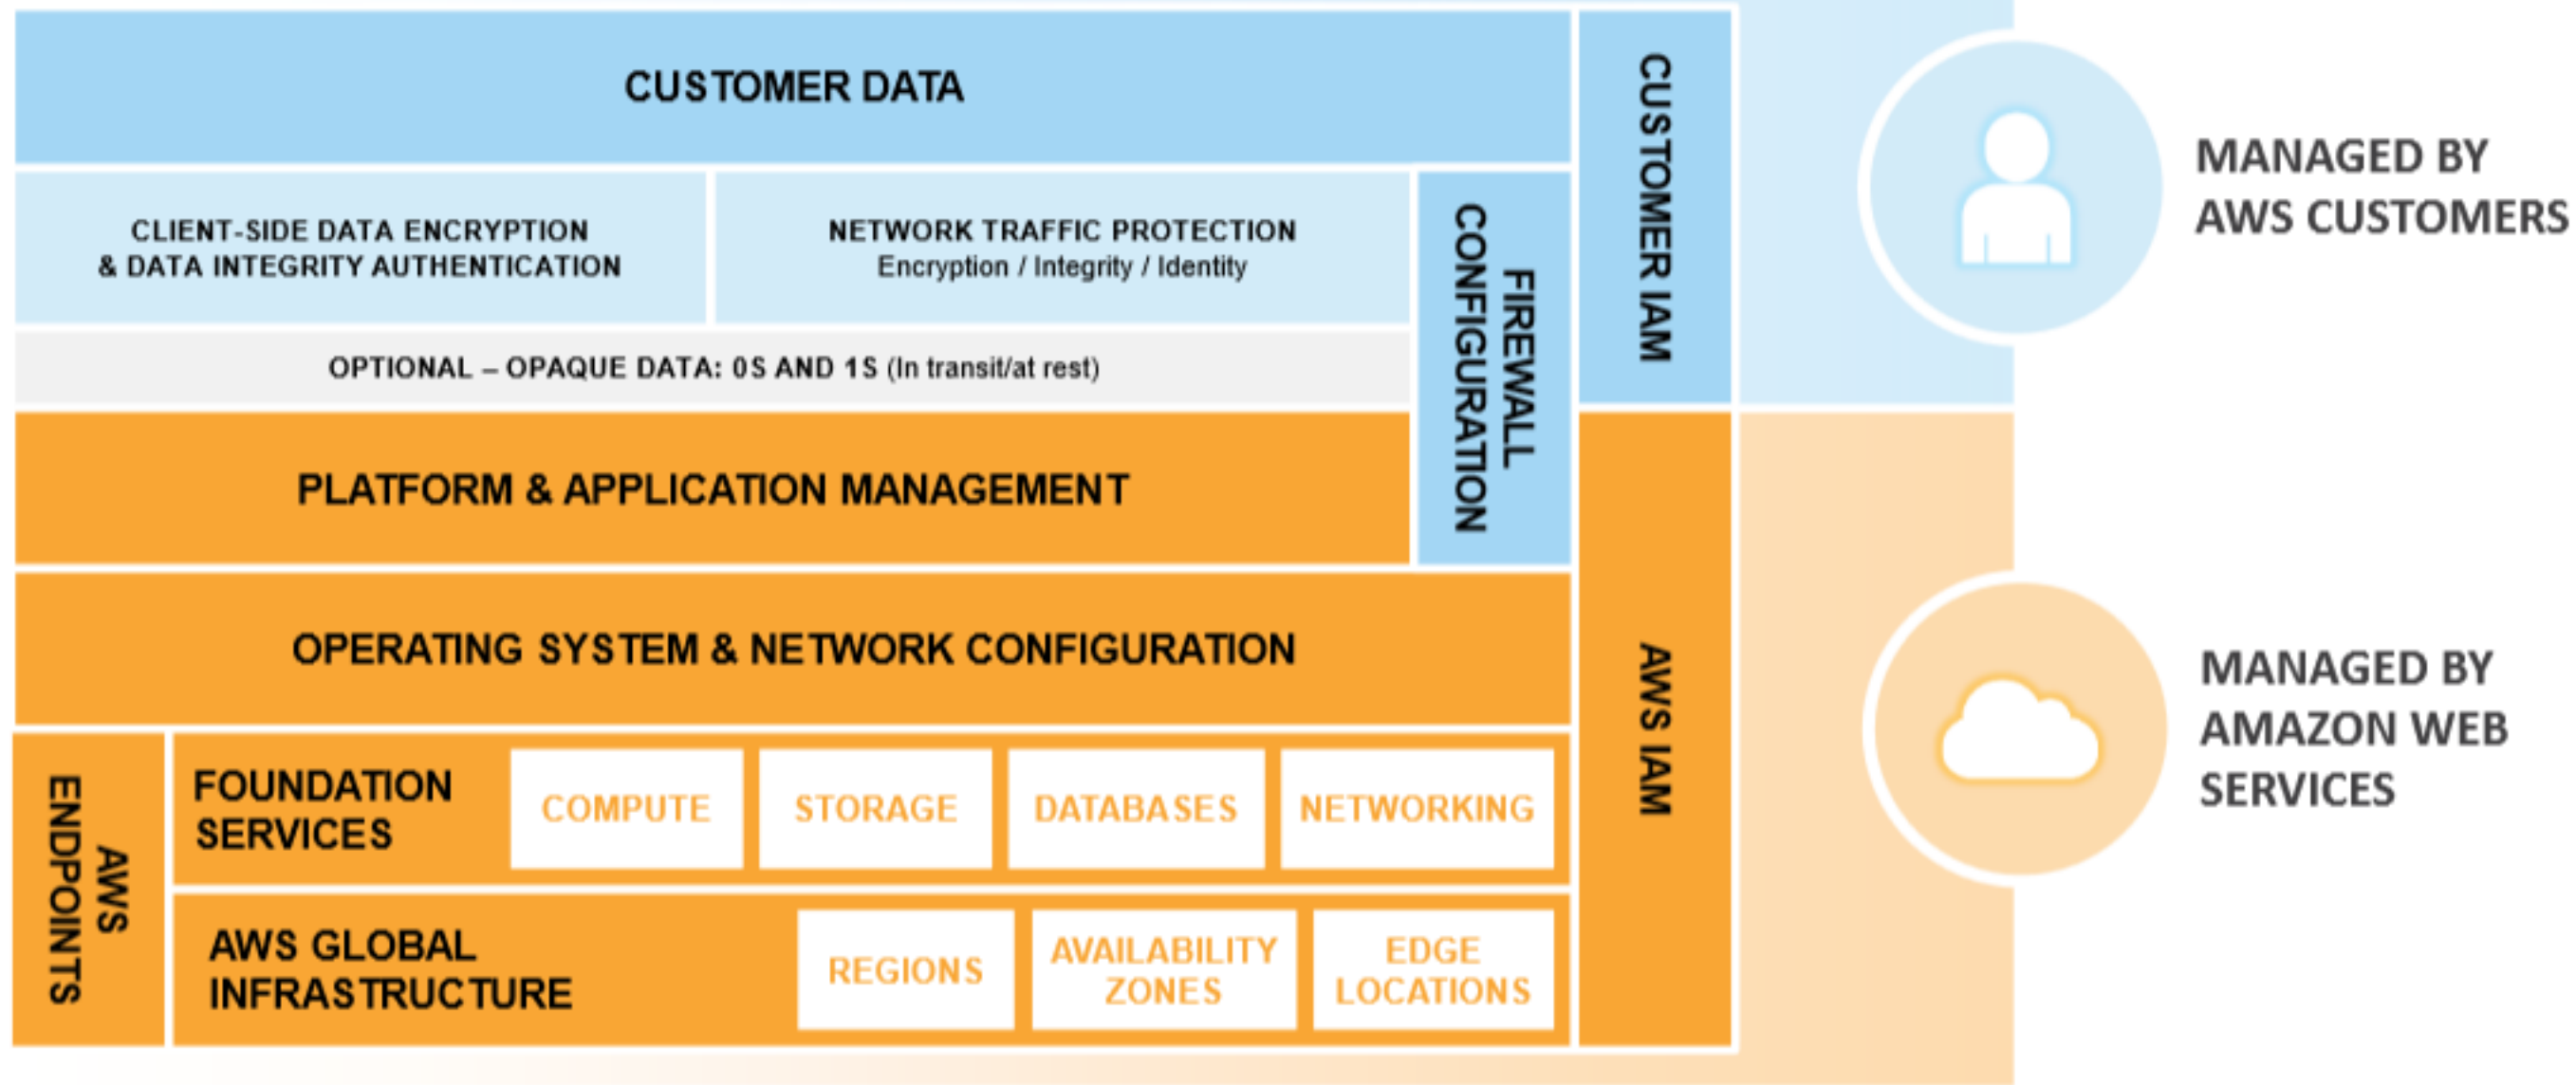 CUSTOMER DATA
CUSTOMER IAM
CLIENT-SIDE DATA ENCRYPTION
& DATA INTEGRITY AUTHENTICATION
NETWORK TRAFFIC PROTECTION
Encryption / Integrity / Identity
FIREWALL
CONFIGURATION
OPTIONAL – OPAQUE DATA: 0S AND 1S (In transit/at rest)
MANAGED BY
AWS CUSTOMERS
PLATFORM & APPLICATION MANAGEMENT
OPERATING SYSTEM & NETWORK CONFIGURATION
AWS IAM
AWS
ENDPOINTS
FOUNDATION
SERVICES
COMPUTE
STORAGE
DATABASES
NETWORKING
AWS GLOBAL
INFRASTRUCTURE
REGIONS
AVAILABILITY
ZONES
EDGE
LOCATIONS
MANAGED BY
AMAZON WEB
SERVICES